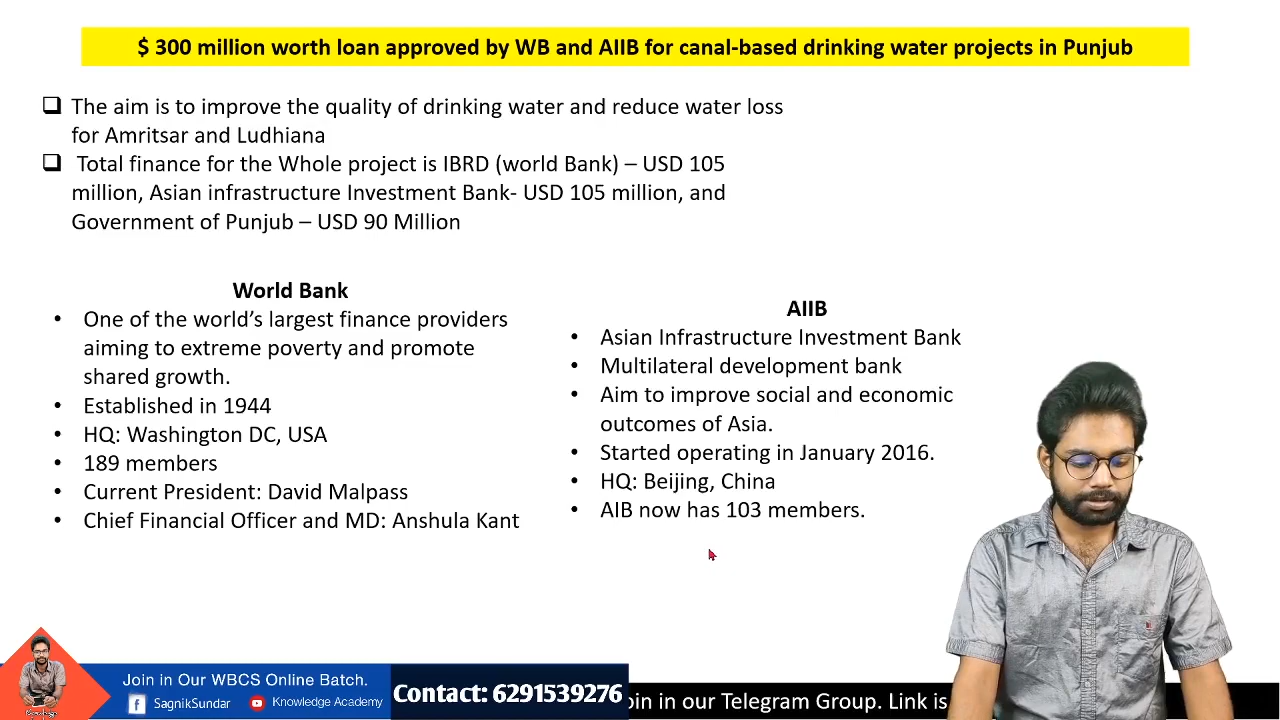 $ 300 million worth loan approved by WB and AIIB for canal-based drinking water projects in Punjub
❑ The aim is to improve the quality of drinking water and reduce water loss
for Amritsar and Ludhiana
❑ Total finance for the Whole project is IBRD (world Bank) – USD 105
million, Asian infrastructure Investment Bank- USD 105 million, and
Government of Punjub – USD 90 Million
World Bank
• One of the world's largest finance providers
aiming to extreme poverty and promote
shared growth.
• Established in 1944
• HQ: Washington DC, USA
• 189 members
• Current President: David Malpass
• Chief Financial Officer and MD: Anshula Kant
AIIB
• Asian Infrastructure Investment Bank
• Multilateral development bank
• Aim to improve social and economic
outcomes of Asia.
• Started operating in January 2016.
• HQ: Beijing, China
• AIB now has 103 members.
Join in Our WBCS Online Batch.
SagnikSundar Knowledge Academy
Contact: 6291539276
oin in our Telegram Group. Link is